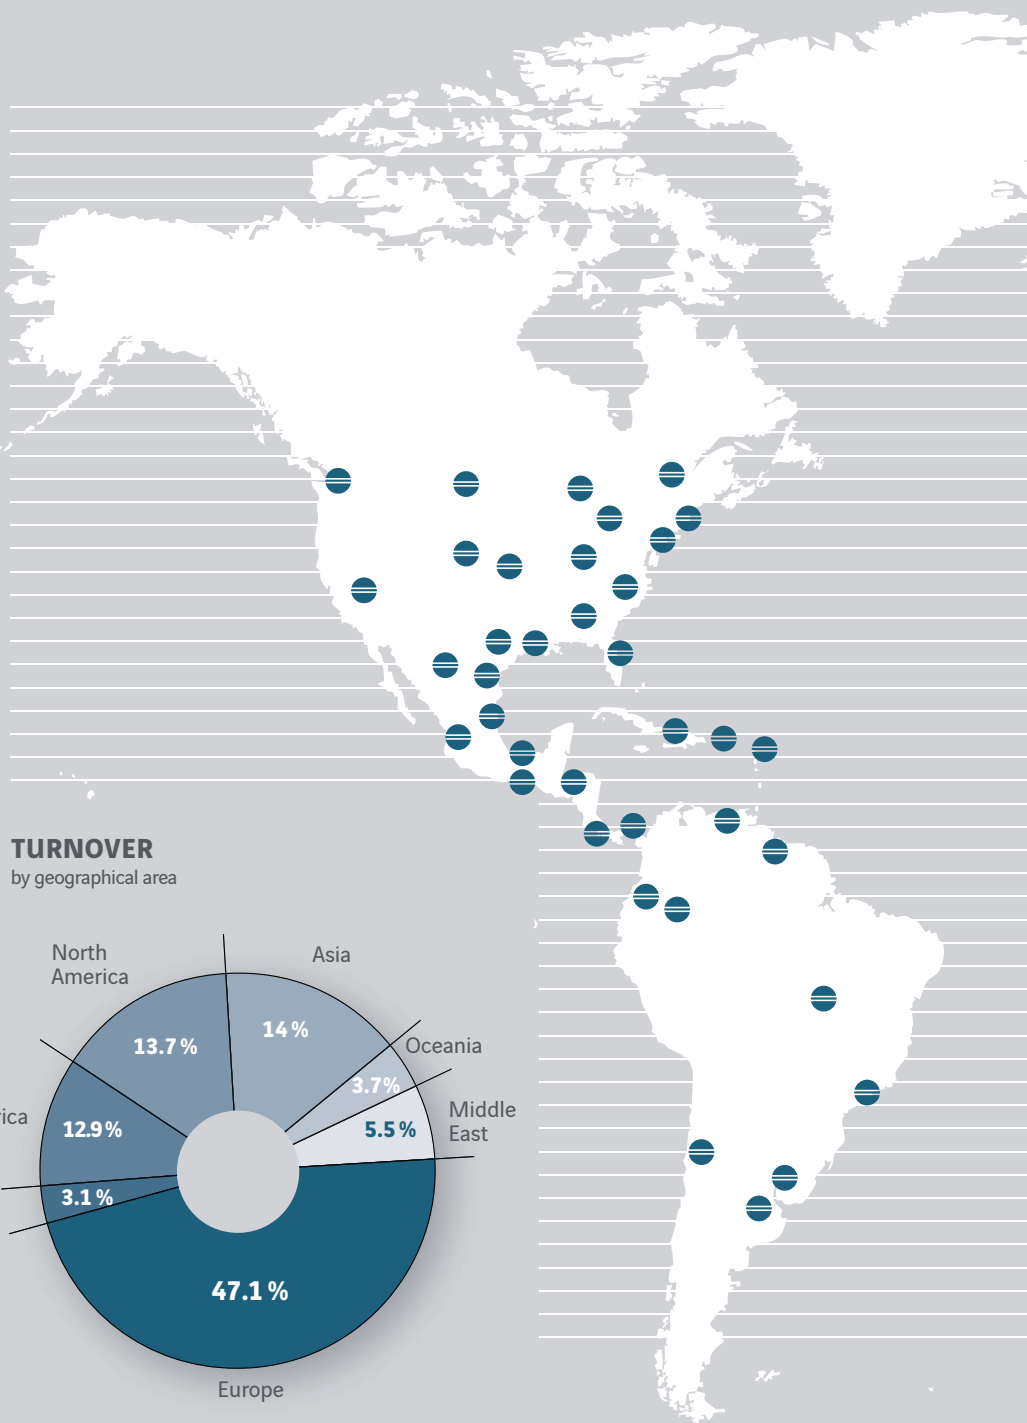 TURNOVER
by geographical area
North
America
Asia
13.7 %
14 %
Oceania
3.7%
Middle
East
rica
12.9 %
5.5 %
3.1 %
47.1 %
Europe